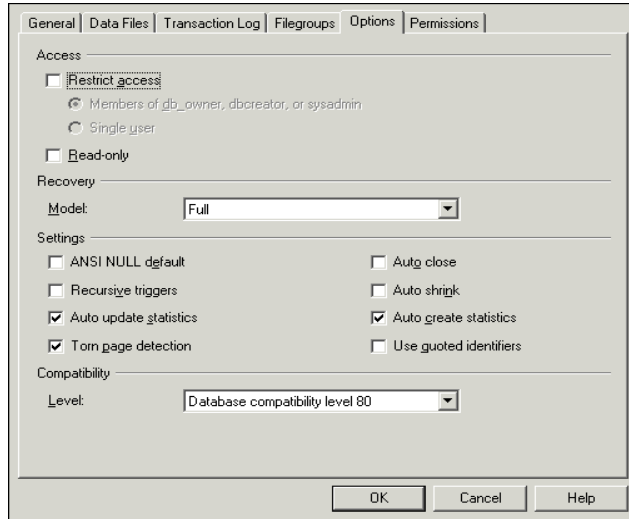 General Data Files Transaction Log Filegroups Options Permissions
Access
Restrict access
Members of db_owner, dbcreator, or sysadmin
Single user
Read-only
Recovery
Model: Full
Settings
ANSI NULL default Auto close
Recursive triggers Auto shrink
Auto update statistics Auto create statistics
Torn page detection Use quoted identifiers
Compatibility
Level: Database compatibility level 80
OK Cancel Help